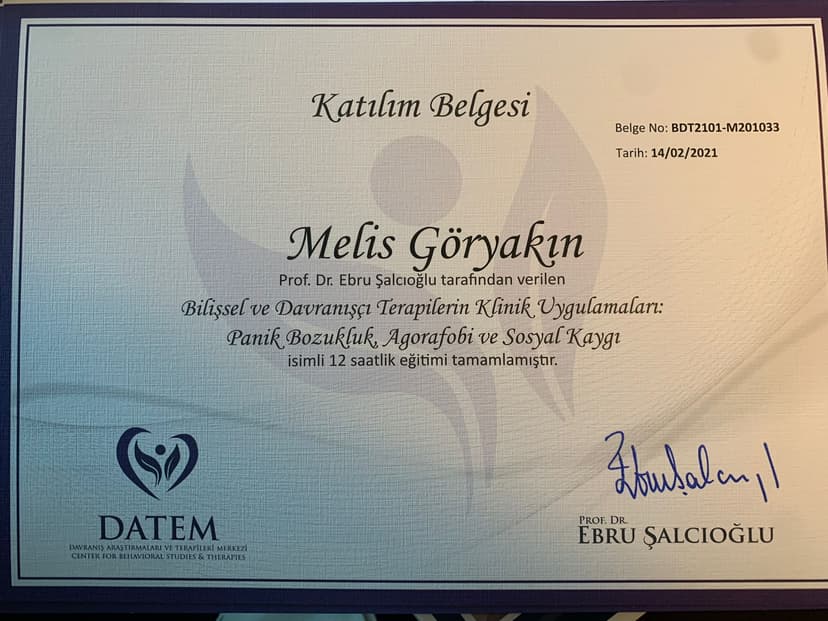 Katılım Belgesi
Belge No: BDT2101-M201033
Tarih: 14/02/2021
Melis Göryakın
Prof. Dr. Ebru Şalcıoğlu tarafından verilen
Bilişsel ve Davranışçı Terapilerin Klinik Uygulamaları:
Panik Bozukluk, Agorafobi ve Sosyal Kaygı
isimli 12 saatlik eğitimi tamamlamıştır.
DATEM
DAVRANIŞ ARAŞTIRMALARI VE TERAPİLERİ MERKEZİ
CENTER FOR BEHAVIORAL STUDIES & THERAPIES
PROF. DR.
EBRU ŞALCIOĞLU